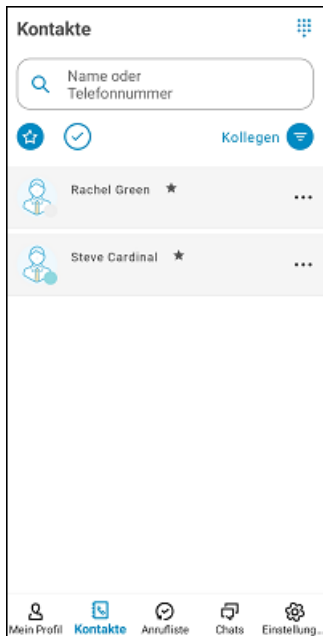 Kontakte
Name oder
Telefonnummer
Kollegen
Rachel Green
Steve Cardinal
Mein Profil Kontakte Anrufliste Chats Einstellung...